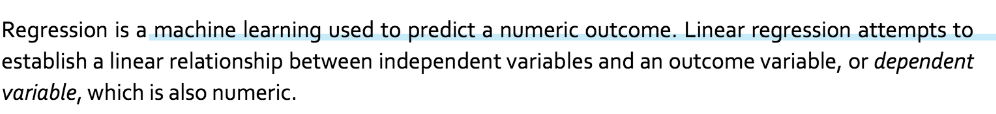 Regression is a machine learning used to predict a numeric outcome. Linear regression attempts to
establish a linear relationship between independent variables and an outcome variable, or dependent
variable, which is also numeric.